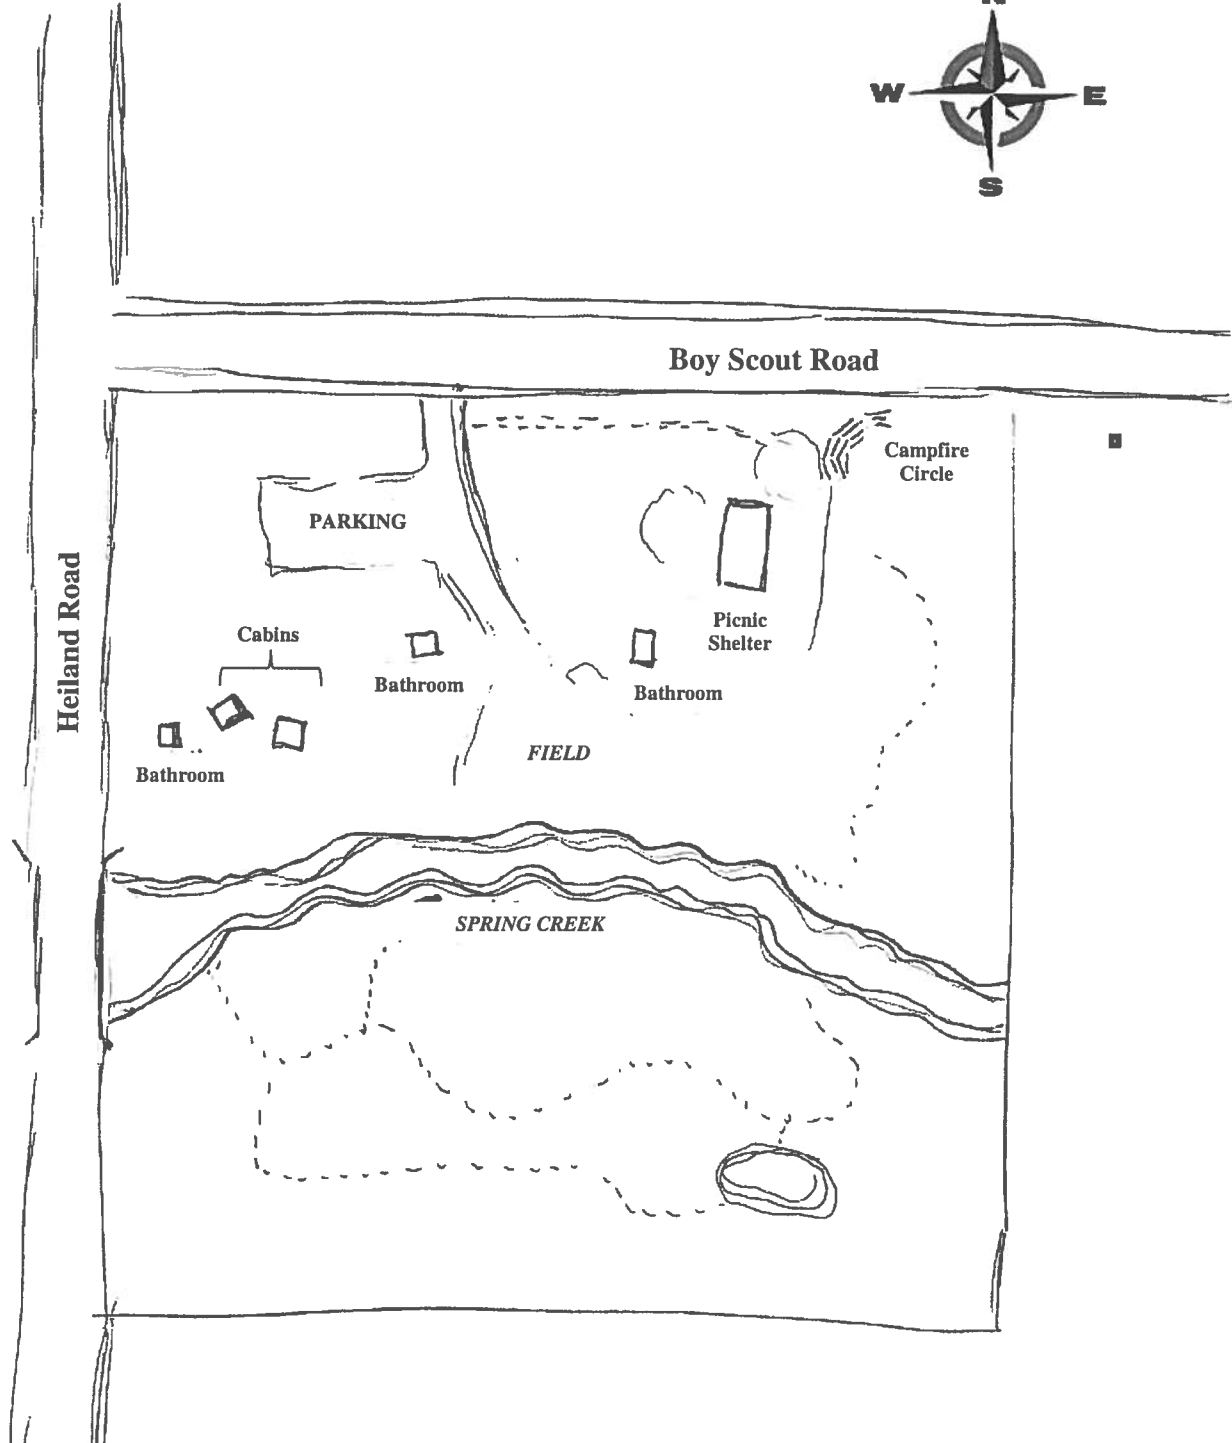 N
W E
S
Boy Scout Road
Campfire
Circle
PARKING
Heiland Road
Picnic
Shelter
Cabins
Bathroom
Bathroom
FIELD
Bathroom
SPRING CREEK